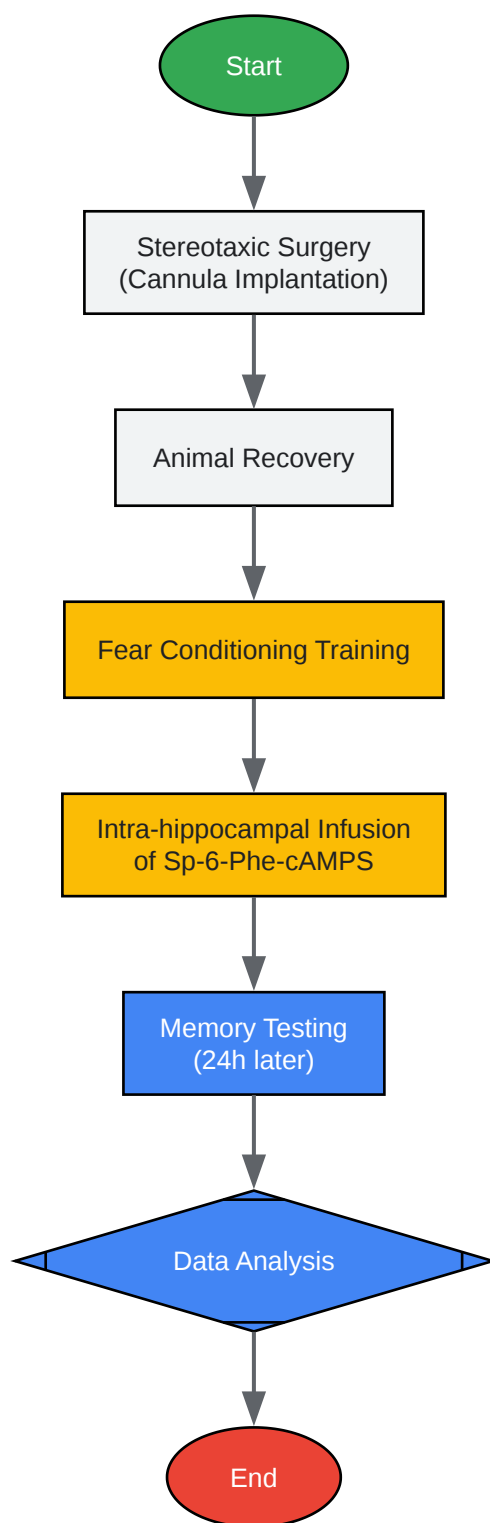 Start
Stereotaxic Surgery
(Cannula Implantation)
Animal Recovery
Fear Conditioning Training
Intra-hippocampal Infusion
of Sp-6-Phe-cAMPS
Memory Testing
(24h later)
Data Analysis
End